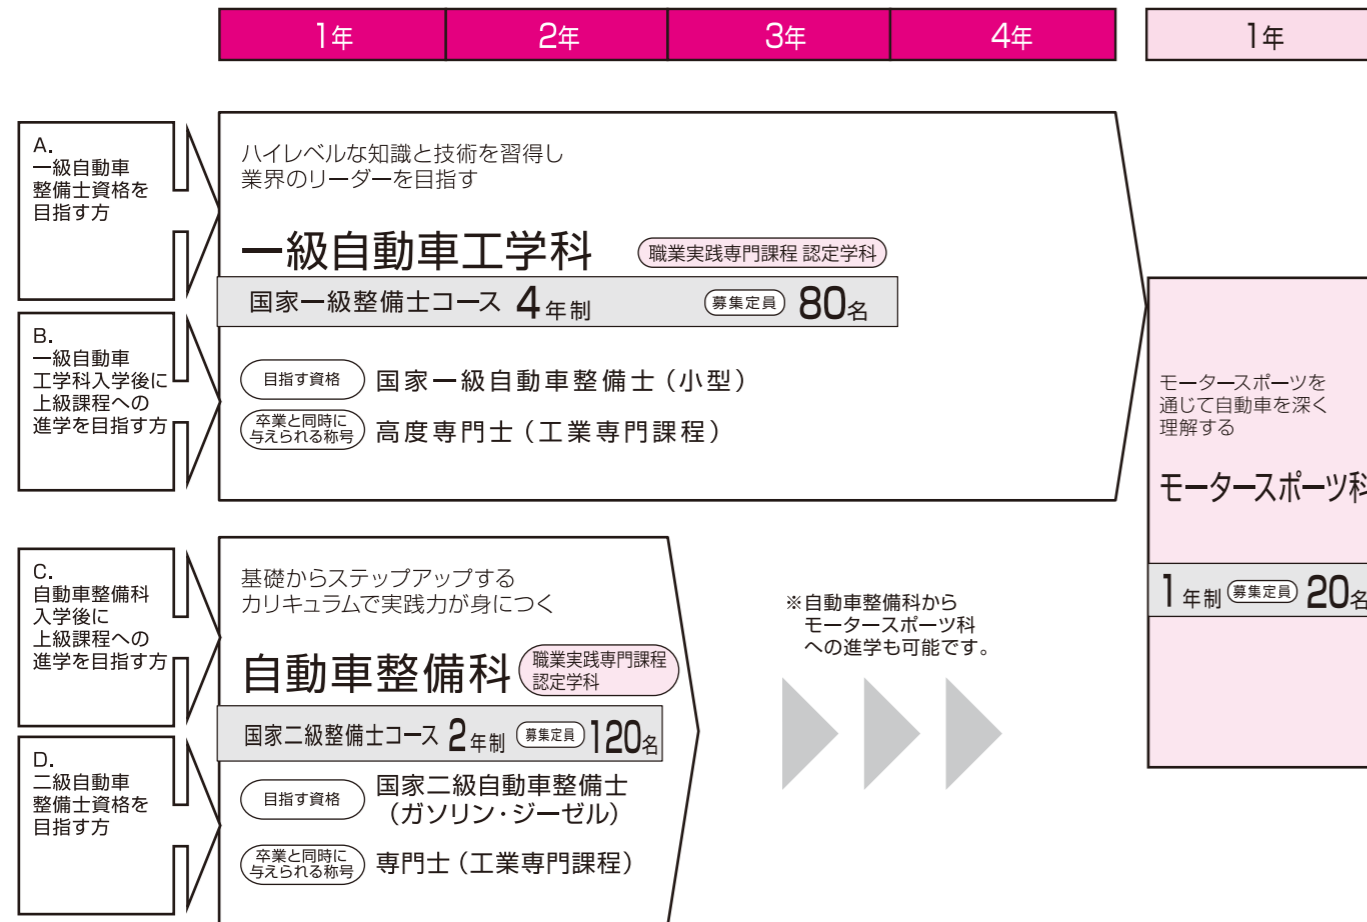 1年 2年 3年 4年 1年
A.
一級自動車
整備士資格を
目指す方
B.
一級自動車
工学科入学後に
上級課程への
進学を目指す方
ハイレベルな知識と技術を習得し
業界のリーダーを目指す
一級自動車工学科 職業実践専門課程 認定学科
国家一級整備士コース 4年制 募集定員 80名
目指す資格 国家一級自動車整備士(小型)
卒業と同時に
与えられる称号 高度専門士(工業専門課程)
C.
自動車整備科
入学後に
上級課程への
進学を目指す方
D.
二級自動車
整備士資格を
目指す方
基礎からステップアップする
カリキュラムで実践力が身につく
自動車整備科 職業実践専門課程
認定学科
国家二級整備士コース 2年制 募集定員 120名
目指す資格 国家二級自動車整備士
(ガソリン・ジーゼル)
卒業と同時に
与えられる称号 専門士(工業専門課程)
※自動車整備科から
モータースポーツ科
への進学も可能です。
モータースポーツを
通じて自動車を深く
理解する
モータースポーツ科
1年制 募集定員 20名